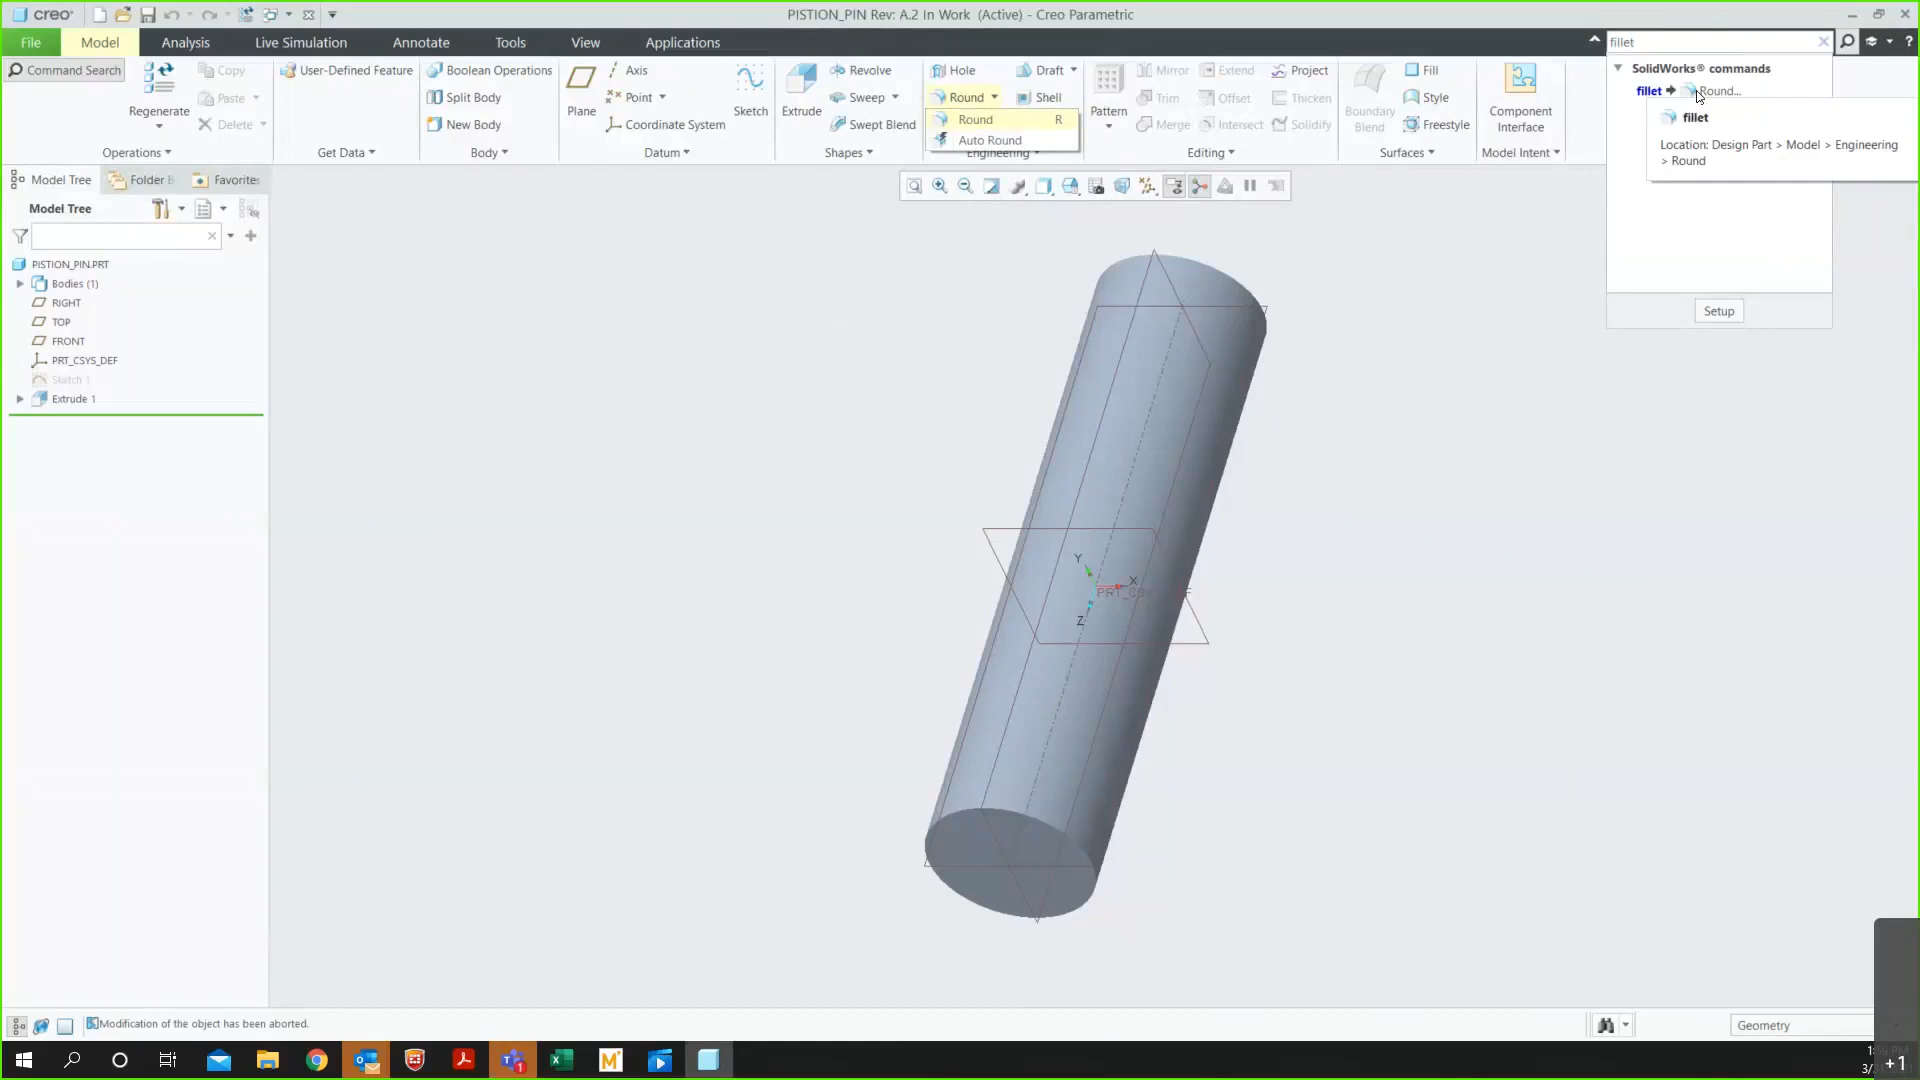 creo
PISTION_PIN Rev: A.2 In Work (Active) - Creo Parametric
File
Model
Analysis
Live Simulation
Annotate
Tools
View
Applications
fillet
Command Search
Regenerate
Copy
Paste
Delete
Operations
User-Defined Feature
Get Data
Boolean Operations
Split Body
New Body
Body
Plane
Axis
Point
Coordinate System
Sketch
Datum
Extrude
Revolve
Sweep
Swept Blend
Shapes
Hole
Draft
Round
Shell
Round R
Auto Round
Engineering
Pattern
Mirror
Extend
Project
Trim
Offset
Thicken
Merge
Intersect
Solidify
Editing
Boundary
Blend
Fill
Style
Freestyle
Surfaces
Component
Interface
Model Intent
SolidWorks® commands
fillet
Round...
fillet
Location: Design Part > Model > Engineering
> Round
Setup
Model Tree
Folder B
Favorites
Model Tree
PISTION_PIN.PRT
Bodies (1)
RIGHT
TOP
FRONT
PRT_CSYS_DEF
Sketch 1
Extrude 1
Y
X
Z
Modification of the object has been aborted.
Geometry
1
+1
3/